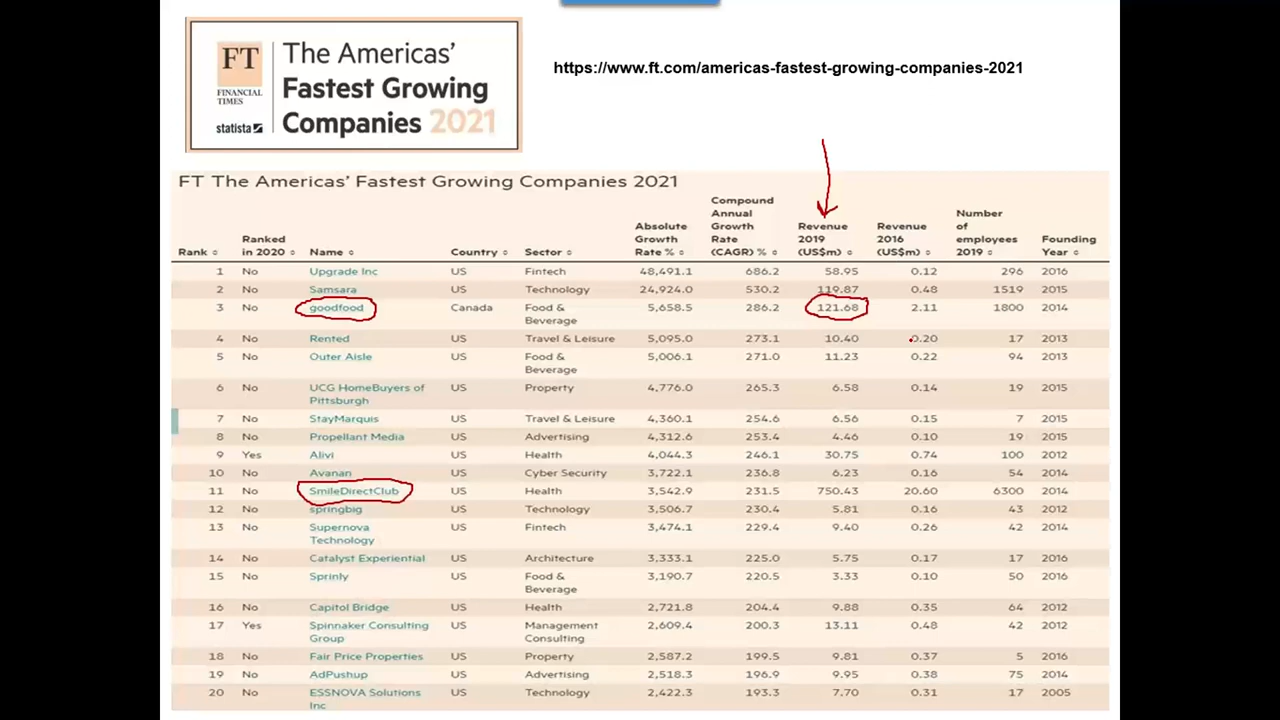 FT
FINANCIAL
TIMES
statista
The Americas'
Fastest Growing
Companies 2021
https://www.ft.com/americas-fastest-growing-companies-2021
FT The Americas' Fastest Growing Companies 2021
Rank Ranked in 2020 Name Country Sector Absolute Growth Rate % Compound Annual Growth Rate (CAGR) % Revenue 2019 (US$m) Revenue 2016 (US$m) Number of employees 2019 Founding Year
1 No Upgrade Inc US Fintech 48,491.1 686.2 58.95 0.12 296 2016
2 No Samsara US Technology 24,924.0 530.2 119.87 0.48 1519 2015
3 No goodfood Canada Food & Beverage 5,658.5 286.2 121.68 2.11 1800 2014
4 No Rented US Travel & Leisure 5,095.0 273.1 10.40 0.20 17 2013
5 No Outer Aisle US Food & Beverage 5,006.1 271.0 11.23 0.22 94 2013
6 No UCG HomeBuyers of Pittsburgh US Property 4,776.0 265.3 6.58 0.14 19 2015
7 No StayMarquis US Travel & Leisure 4,360.1 254.6 6.56 0.15 7 2015
8 No Propellant Media US Advertising 4,312.6 253.4 4.46 0.10 19 2015
9 Yes Alivi US Health 4,044.3 246.1 30.75 0.74 100 2012
10 No Avanan US Cyber Security 3,722.1 236.8 6.23 0.16 54 2014
11 No SmileDirectClub US Health 3,542.9 231.5 750.43 20.60 6300 2014
12 No springbig US Technology 3,506.7 230.4 5.81 0.16 43 2012
13 No Supernova Technology US Fintech 3,474.1 229.4 9.40 0.26 42 2014
14 No Catalyst Experiential US Architecture 3,333.1 225.0 5.75 0.17 17 2016
15 No Sprinly US Food & Beverage 3,190.7 220.5 3.33 0.10 50 2016
16 No Capitol Bridge US Health 2,721.8 204.4 9.88 0.35 64 2012
17 Yes Spinnaker Consulting Group US Management Consulting 2,609.4 200.3 13.11 0.48 42 2012
18 No Fair Price Properties US Property 2,587.2 199.5 9.81 0.37 5 2016
19 No AdPushup US Advertising 2,518.3 196.9 9.95 0.38 75 2014
20 No ESSNOVA Solutions Inc US Technology 2,422.3 193.3 7.70 0.31 17 2005